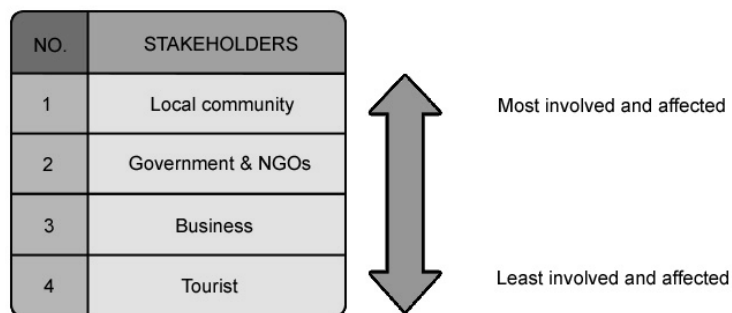 NO. STAKEHOLDERS
1 Local community Most involved and affected
2 Government & NGOs
3 Business
4 Tourist Least involved and affected